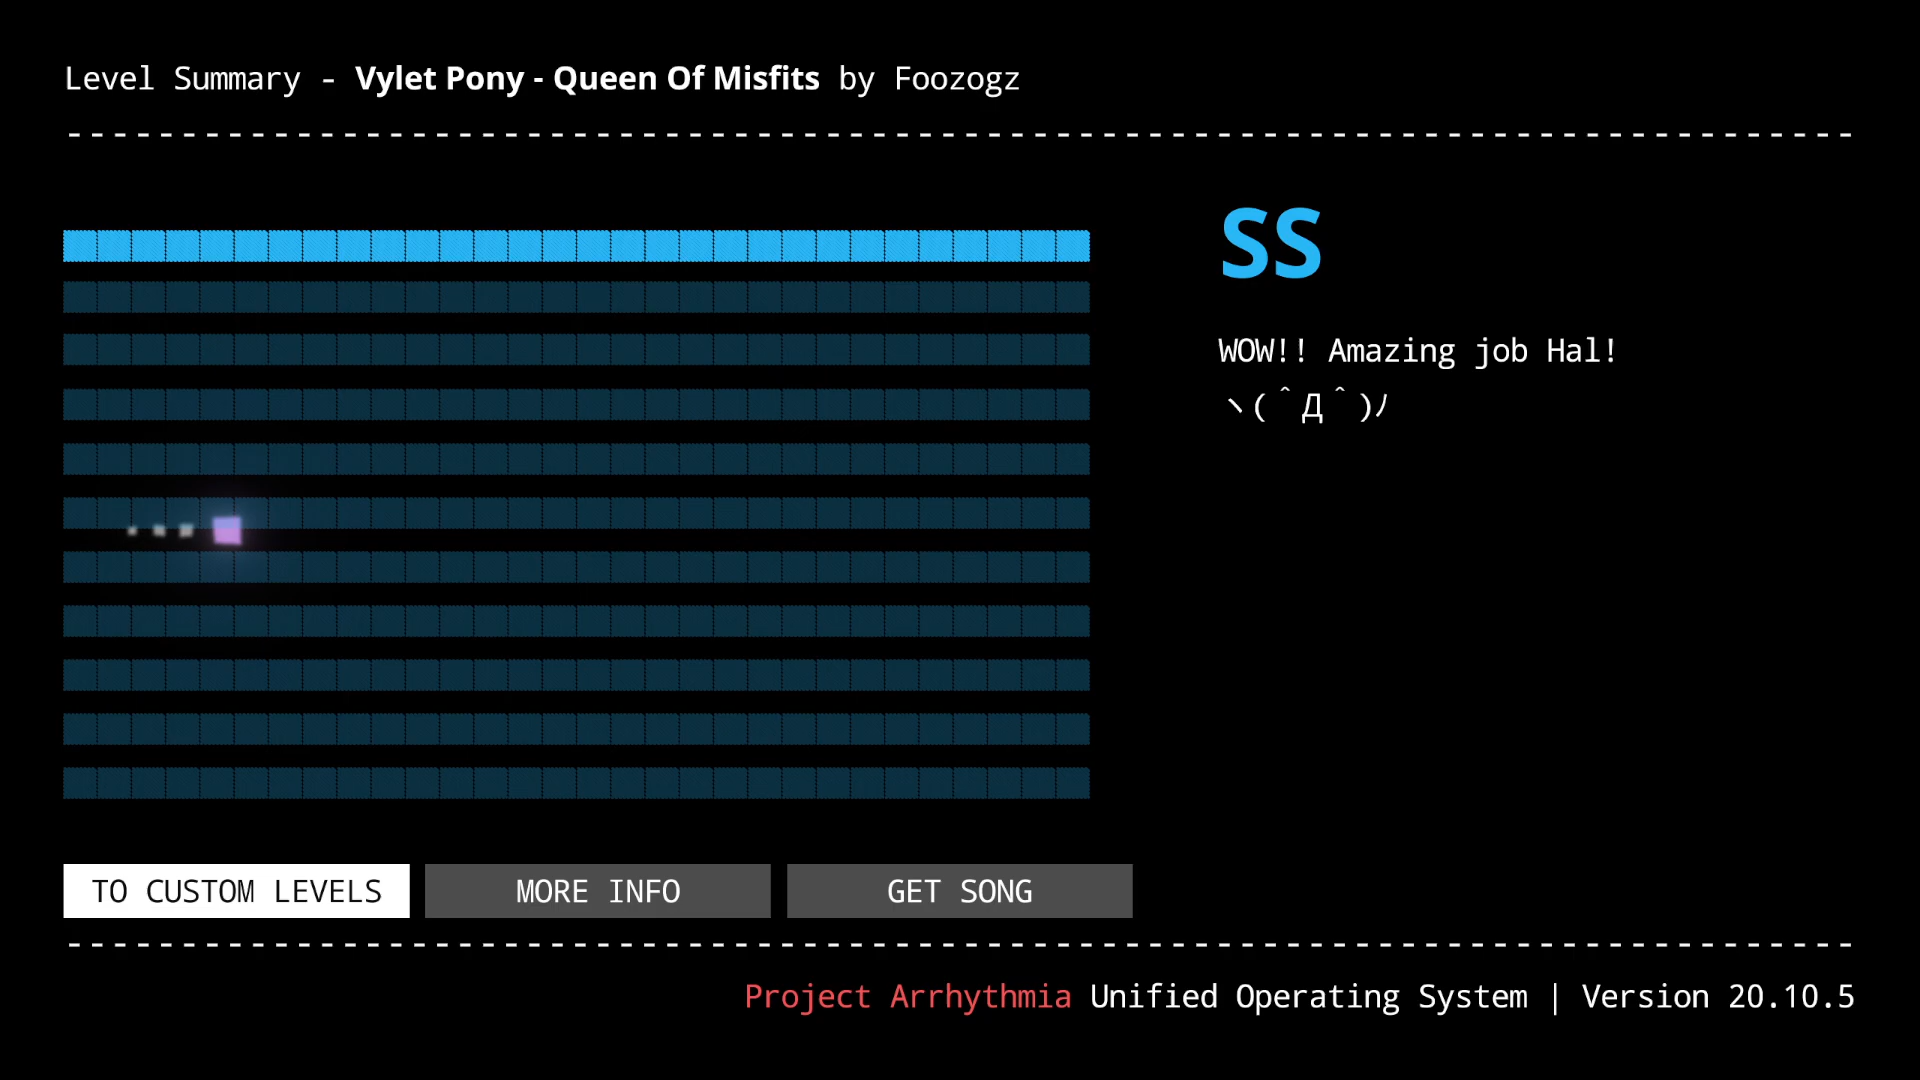 Level Summary - Vylet Pony - Queen Of Misfits by Foozogz
SS
WOW!! Amazing job Hal!
ヽ(＾Д＾)ﾉ
TO CUSTOM LEVELS
MORE INFO
GET SONG
Project Arrhythmia Unified Operating System | Version 20.10.5